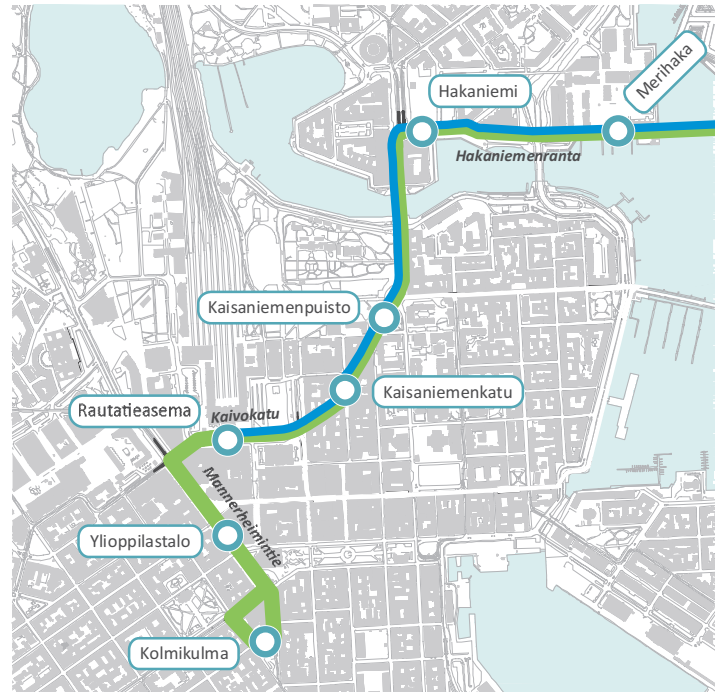 Merihaka
Hakaniemi
Hakaniemenranta
Kaisaniemenpuisto
Kaisaniemenkatu
Rautatieasema
Kaivokatu
Mannerheimintie
Ylioppilastalo
Kolmikulma